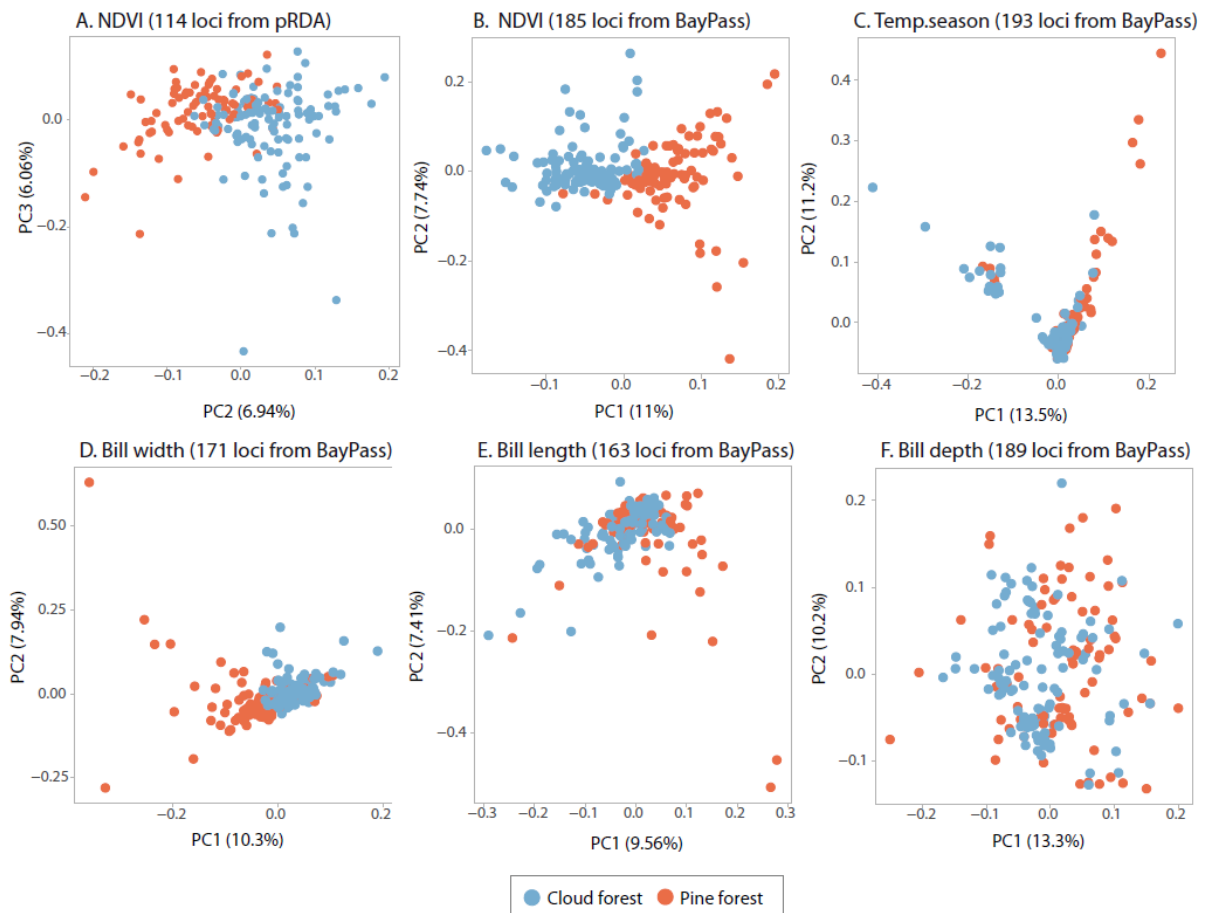 A. NDVI (114 loci from pRDA)
0.0
−0.2
−0.4
PC3 (6.06%)
−0.2
−0.1
0.0
0.1
0.2
PC2 (6.94%)
B. NDVI (185 loci from BayPass)
0.2
0.0
−0.2
−0.4
PC2 (7.74%)
−0.1
0.0
0.1
0.2
PC1 (11%)
C. Temp.season (193 loci from BayPass)
0.4
0.3
0.2
0.1
0.0
PC2 (11.2%)
−0.4
−0.2
0.0
0.2
PC1 (13.5%)
D. Bill width (171 loci from BayPass)
0.50
0.25
0.00
−0.25
PC2 (7.94%)
−0.2
0.0
0.2
PC1 (10.3%)
E. Bill length (163 loci from BayPass)
0.0
−0.2
−0.4
PC2 (7.41%)
−0.3
−0.2
−0.1
0.0
0.1
0.2
0.3
PC1 (9.56%)
F. Bill depth (189 loci from BayPass)
0.2
0.1
0.0
−0.1
PC2 (10.2%)
−0.2
−0.1
0.0
0.1
0.2
PC1 (13.3%)
Cloud forest Pine forest